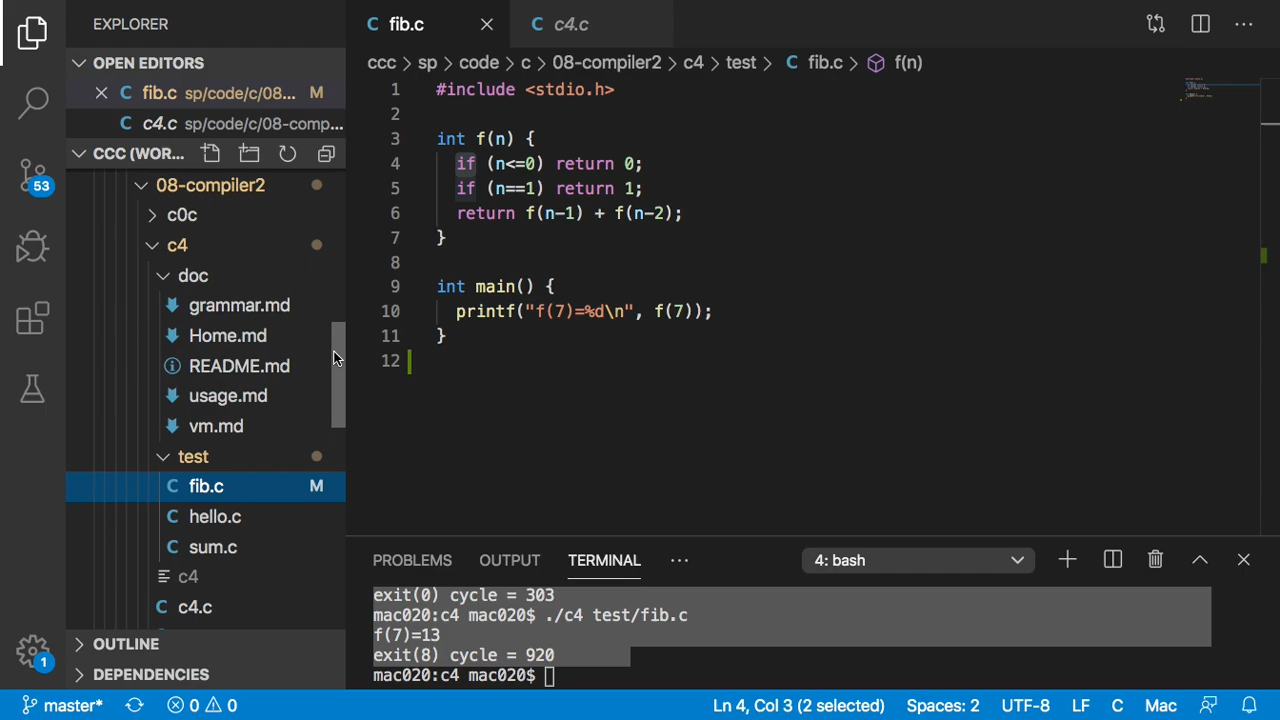 EXPLORER
OPEN EDITORS
fib.c sp/code/c/08... M
c4.c sp/code/c/08-comp...
CCC (WOR...
08-compiler2
c0c
c4
doc
grammar.md
Home.md
README.md
usage.md
vm.md
test
fib.c M
hello.c
sum.c
c4
c4.c
OUTLINE
DEPENDENCIES
53
1
C fib.c
C c4.c
ccc > sp > code > c > 08-compiler2 > c4 > test > C fib.c > f(n)
1 #include <stdio.h>
2
3 int f(n) {
4 if (n<=0) return 0;
5 if (n==1) return 1;
6 return f(n-1) + f(n-2);
7 }
8
9 int main() {
10 printf("f(7)=%d\n", f(7));
11 }
12
PROBLEMS OUTPUT TERMINAL ... 4: bash
exit(0) cycle = 303
mac020:c4 mac020$ ./c4 test/fib.c
f(7)=13
exit(8) cycle = 920
mac020:c4 mac020$
master* 0 0 Ln 4, Col 3 (2 selected) Spaces: 2 UTF-8 LF C Mac